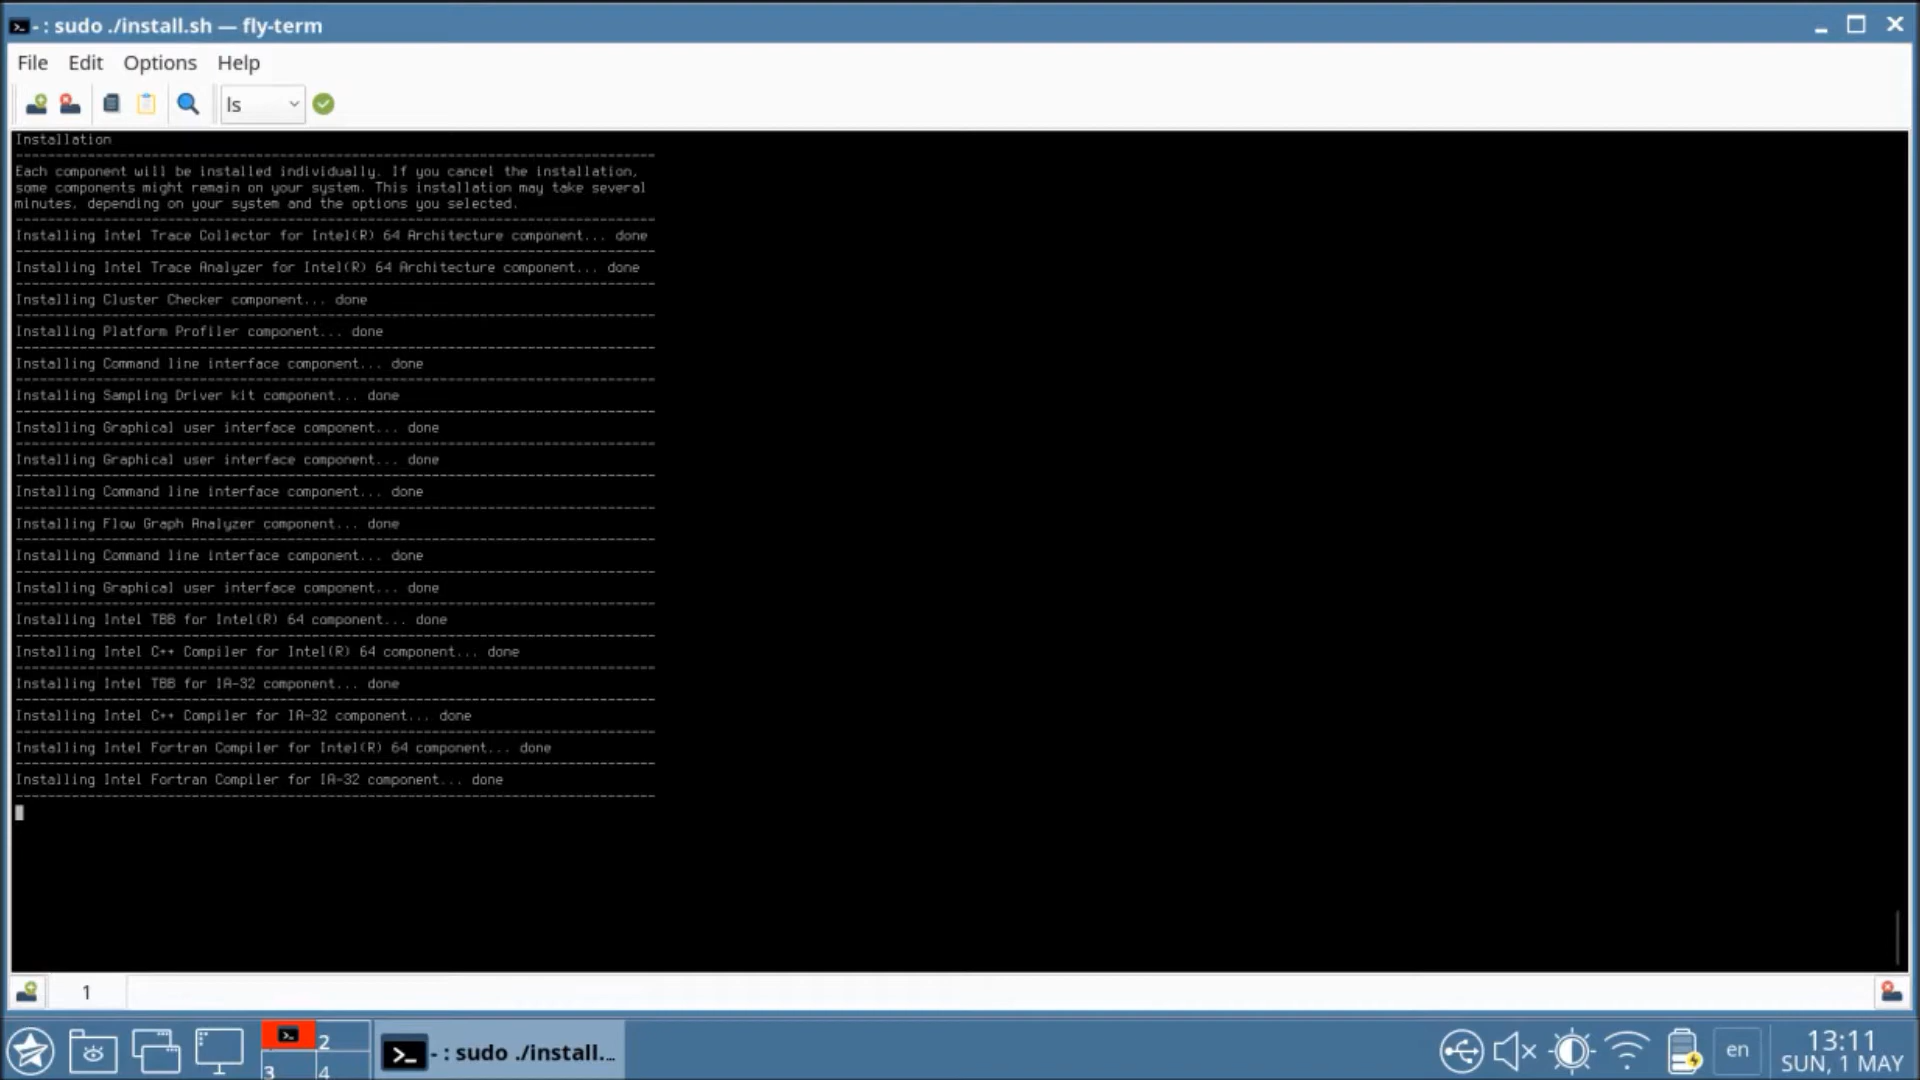 - : sudo ./install.sh — fly-term
File Edit Options Help
ls
Installation
Each component will be installed individually. If you cancel the installation,
some components might remain on your system. This installation may take several
minutes, depending on your system and the options you selected.
Installing Intel Trace Collector for Intel(R) 64 Architecture component... done
Installing Intel Trace Analyzer for Intel(R) 64 Architecture component... done
Installing Cluster Checker component... done
Installing Platform Profiler component... done
Installing Command line interface component... done
Installing Sampling Driver kit component... done
Installing Graphical user interface component... done
Installing Graphical user interface component... done
Installing Command line interface component... done
Installing Flow Graph Analyzer component... done
Installing Command line interface component... done
Installing Graphical user interface component... done
Installing Intel TBB for Intel(R) 64 component... done
Installing Intel C++ Compiler for Intel(R) 64 component... done
Installing Intel TBB for IA-32 component... done
Installing Intel C++ Compiler for IA-32 component... done
Installing Intel Fortran Compiler for Intel(R) 64 component... done
Installing Intel Fortran Compiler for IA-32 component... done
1
2
3 4
- : sudo ./install.…
en
13:11
SUN, 1 MAY